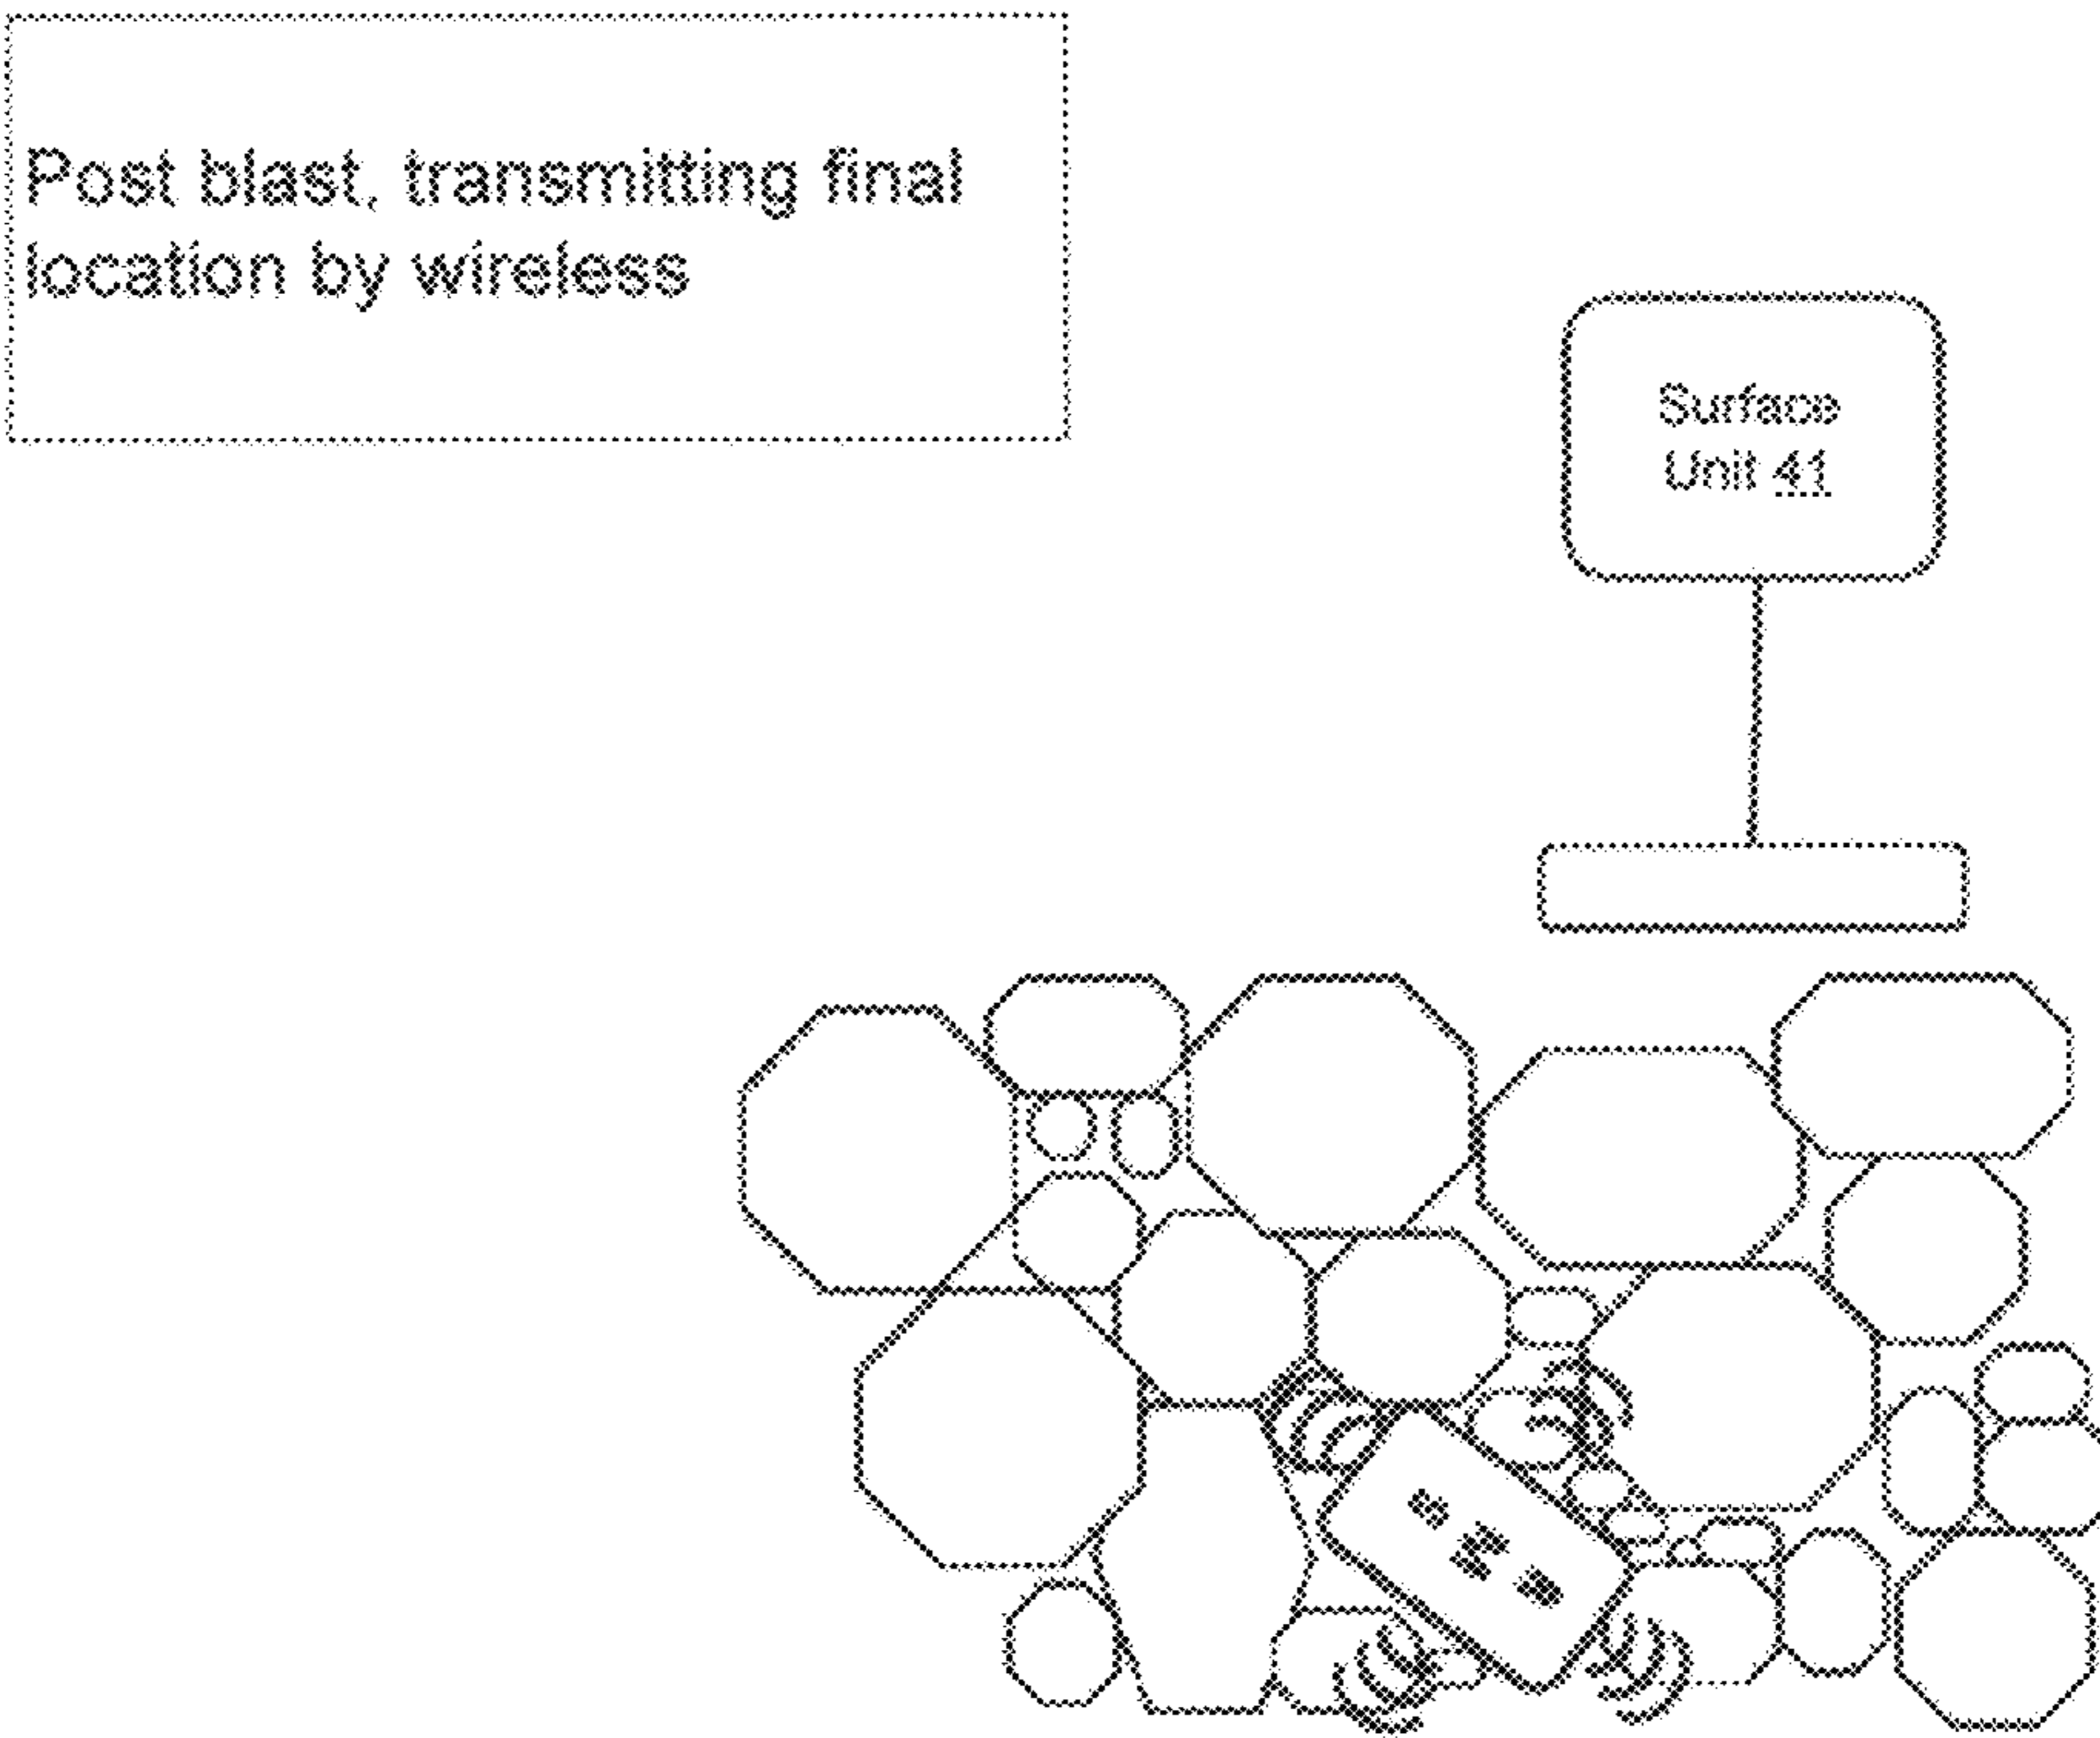 Post blast, transmitting final
location by wireless
Surface
Unit 41